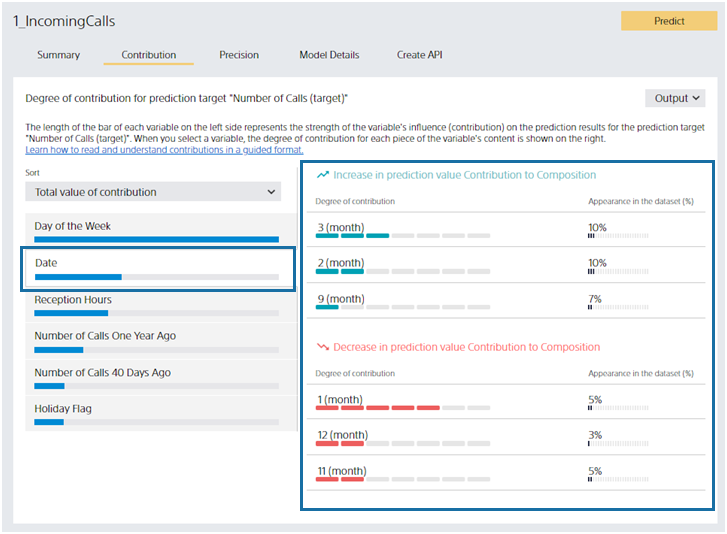 1_IncomingCalls
Predict
Summary
Contribution
Precision
Model Details
Create API
Degree of contribution for prediction target "Number of Calls (target)"
Output
The length of the bar of each variable on the left side represents the strength of the variable's influence (contribution) on the prediction results for the prediction target
"Number of Calls (target)". When you select a variable, the degree of contribution for each piece of the variable's content is shown on the right.
Learn how to read and understand contributions in a guided format.
Sort
Total value of contribution
Day of the Week
Date
Reception Hours
Number of Calls One Year Ago
Number of Calls 40 Days Ago
Holiday Flag
Increase in prediction value Contribution to Composition
Degree of contribution
Appearance in the dataset (%)
3 (month)
10%
2 (month)
10%
9 (month)
7%
Decrease in prediction value Contribution to Composition
Degree of contribution
Appearance in the dataset (%)
1 (month)
5%
12 (month)
3%
11 (month)
5%